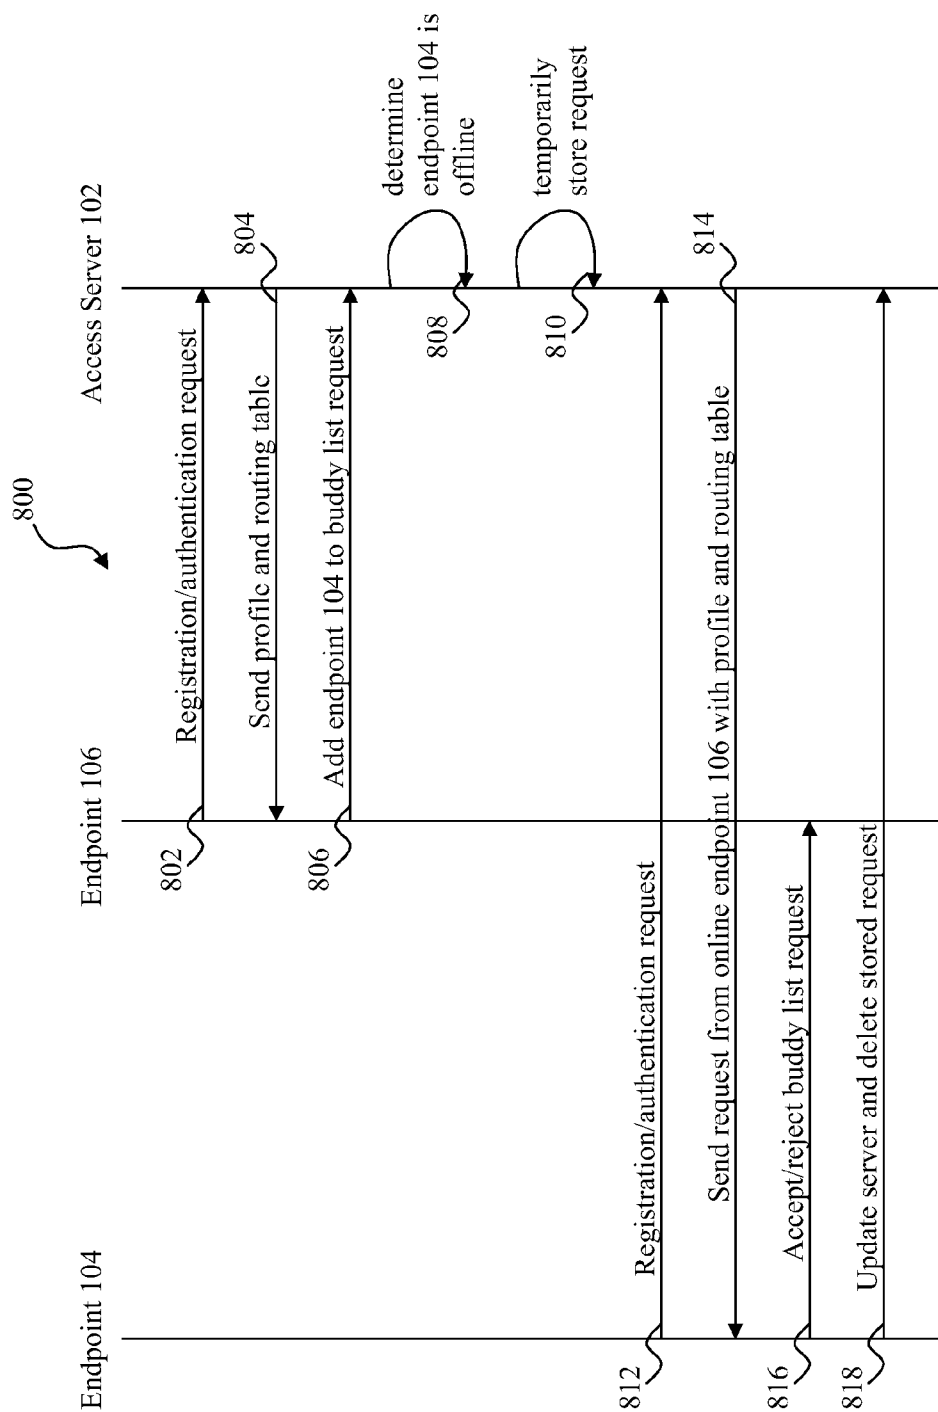 800
Endpoint 104
Endpoint 106
Access Server 102
802
Registration/authentication request
804
Send profile and routing table
806
Add endpoint 104 to buddy list request
determine
endpoint 104 is
offline
808
temporarily
store request
810
812
Registration/authentication request
814
Send request from online endpoint 106 with profile and routing table
816
Accept/reject buddy list request
818
Update server and delete stored request